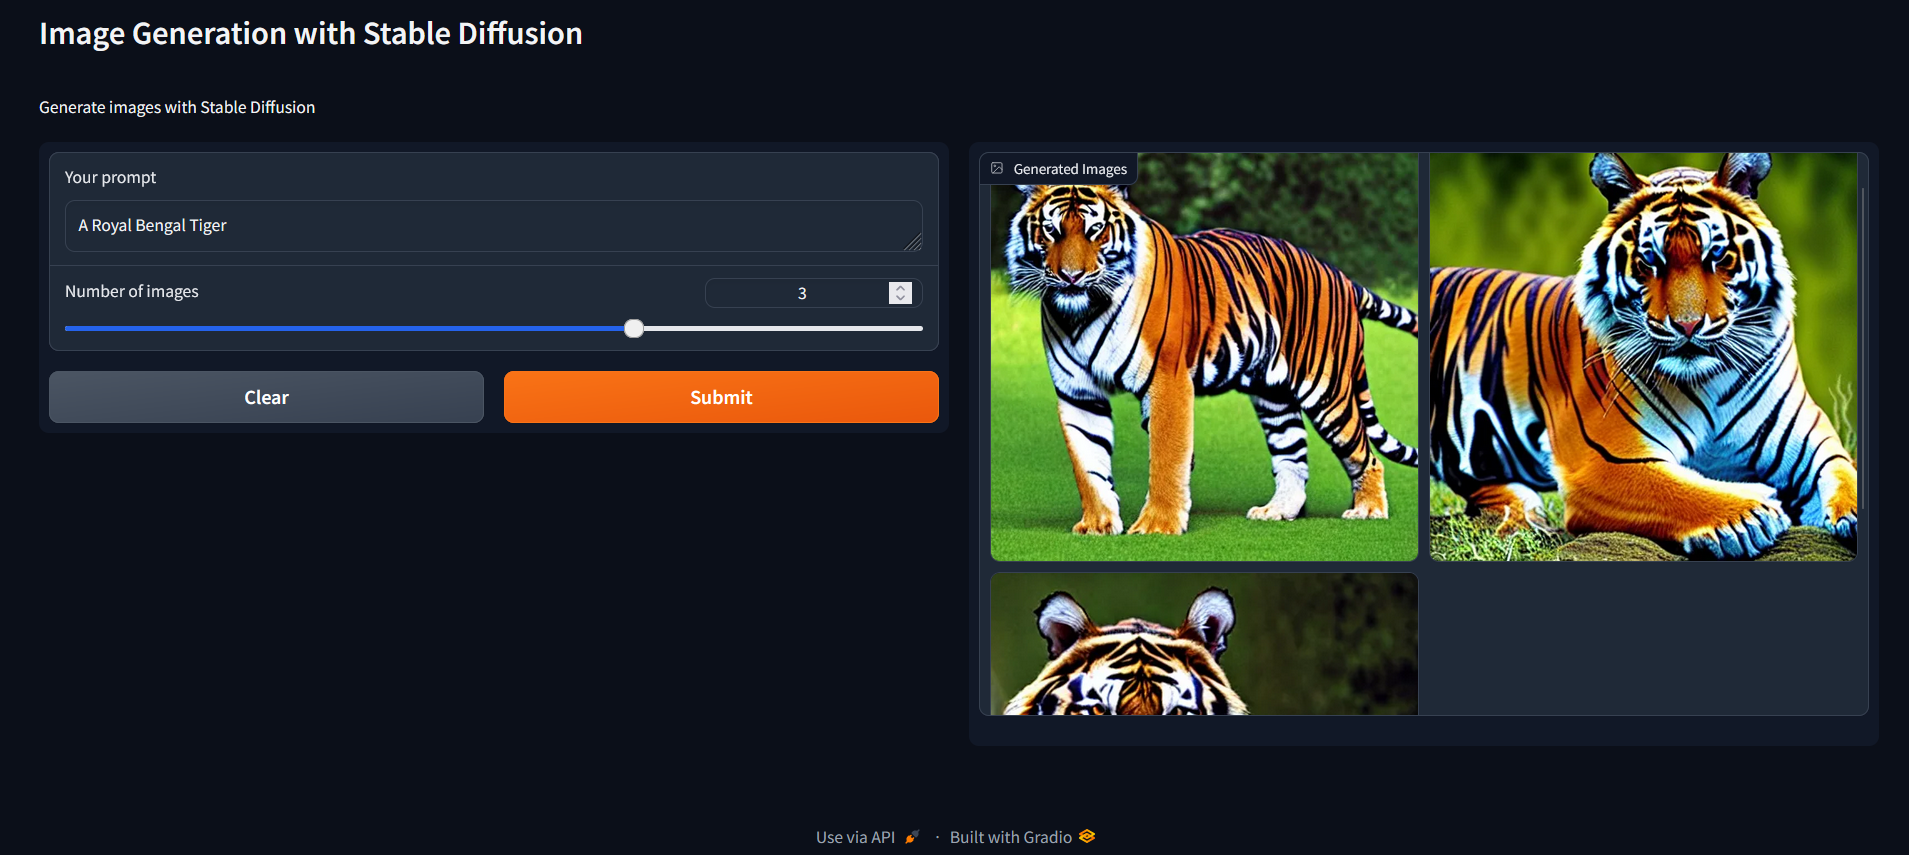 Image Generation with Stable Diffusion
Generate images with Stable Diffusion
Your prompt
A Royal Bengal Tiger
Number of images
3
Clear
Submit
Generated Images
Use via API · Built with Gradio